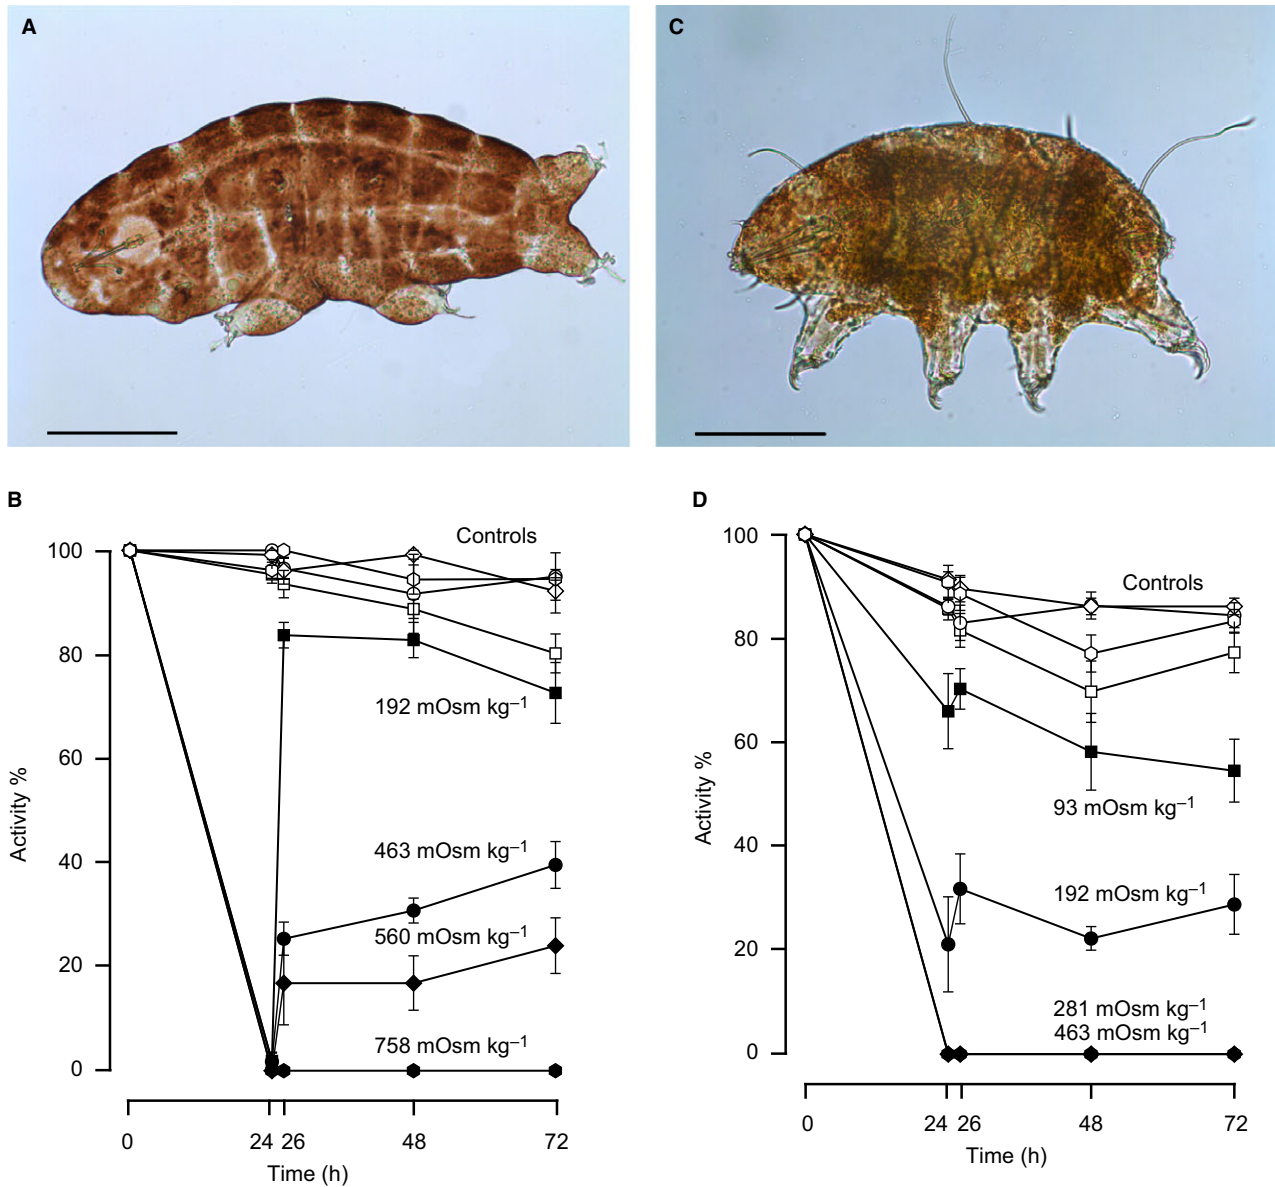 A
C
B
Controls
100
80
60
40
20
0
Activity %
192 mOsm kg⁻¹
463 mOsm kg⁻¹
560 mOsm kg⁻¹
758 mOsm kg⁻¹
0 24 26 48 72
Time (h)
D
Controls
100
80
60
40
20
0
Activity %
93 mOsm kg⁻¹
192 mOsm kg⁻¹
281 mOsm kg⁻¹
463 mOsm kg⁻¹
0 24 26 48 72
Time (h)